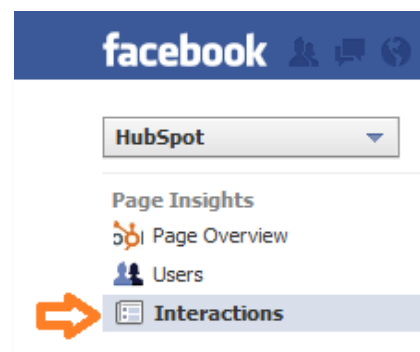 facebook
HubSpot
Page Insights
Page Overview
Users
Interactions